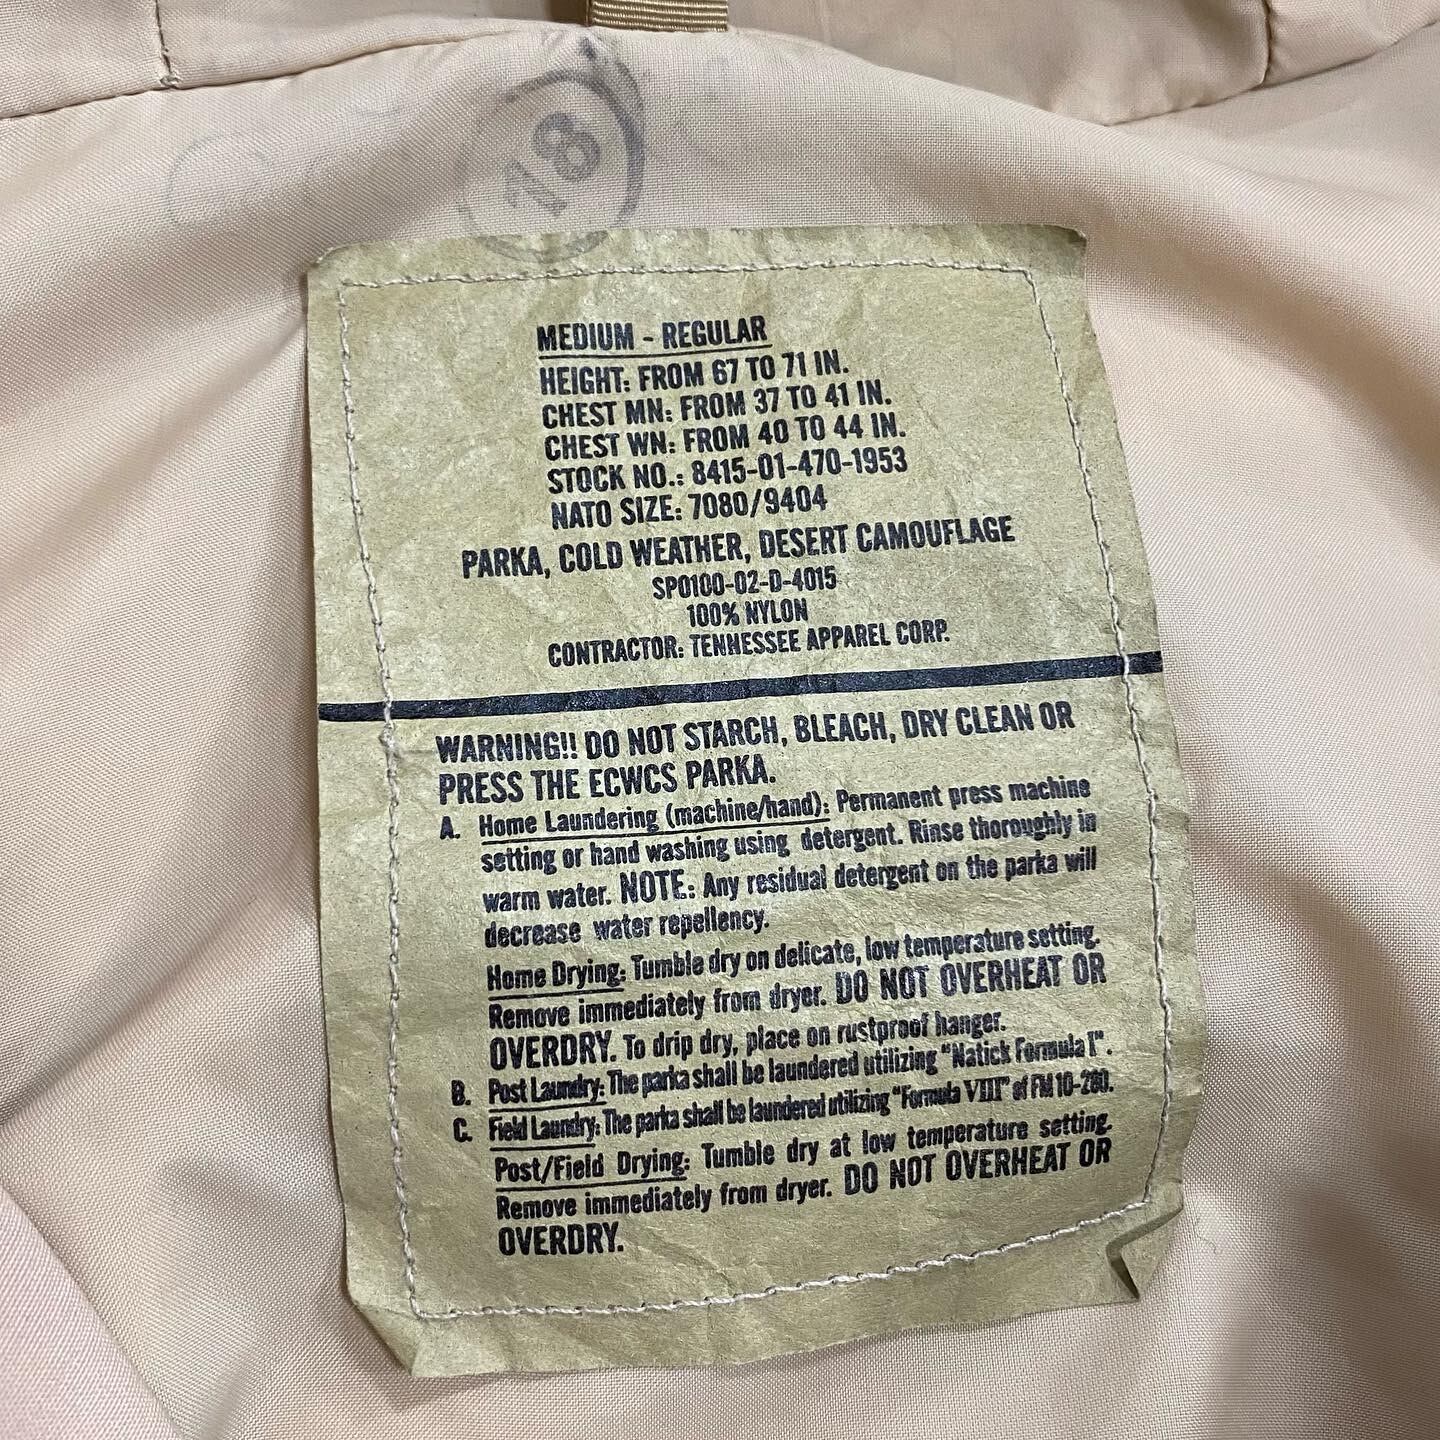 18
MEDIUM - REGULAR
HEIGHT: FROM 67 TO 71 IN.
CHEST MN: FROM 37 TO 41 IN.
CHEST WN: FROM 40 TO 44 IN.
STOCK NO.: 8415-01-470-1953
NATO SIZE: 7080/9404
PARKA, COLD WEATHER, DESERT CAMOUFLAGE
SPO100-02-D-4015
100% NYLON
CONTRACTOR: TENNESSEE APPAREL CORP.
WARNING!! DO NOT STARCH, BLEACH, DRY CLEAN OR
PRESS THE ECWCS PARKA.
A. Home Laundering (machine/hand): Permanent press machine
setting or hand washing using detergent. Rinse thoroughly in
warm water. NOTE: Any residual detergent on the parka will
decrease water repellency.
Home Drying: Tumble dry on delicate, low temperature setting.
Remove immediately from dryer. DO NOT OVERHEAT OR
OVERDRY. To drip dry, place on rustproof hanger.
B. Post Laundry: The parka shall be laundered utilizing "Natick Formula I".
C. Field Laundry: The parka shall be laundered utilizing "Formula VIII" of FM 10-280.
Post/Field Drying: Tumble dry at low temperature setting.
Remove immediately from dryer. DO NOT OVERHEAT OR
OVERDRY.